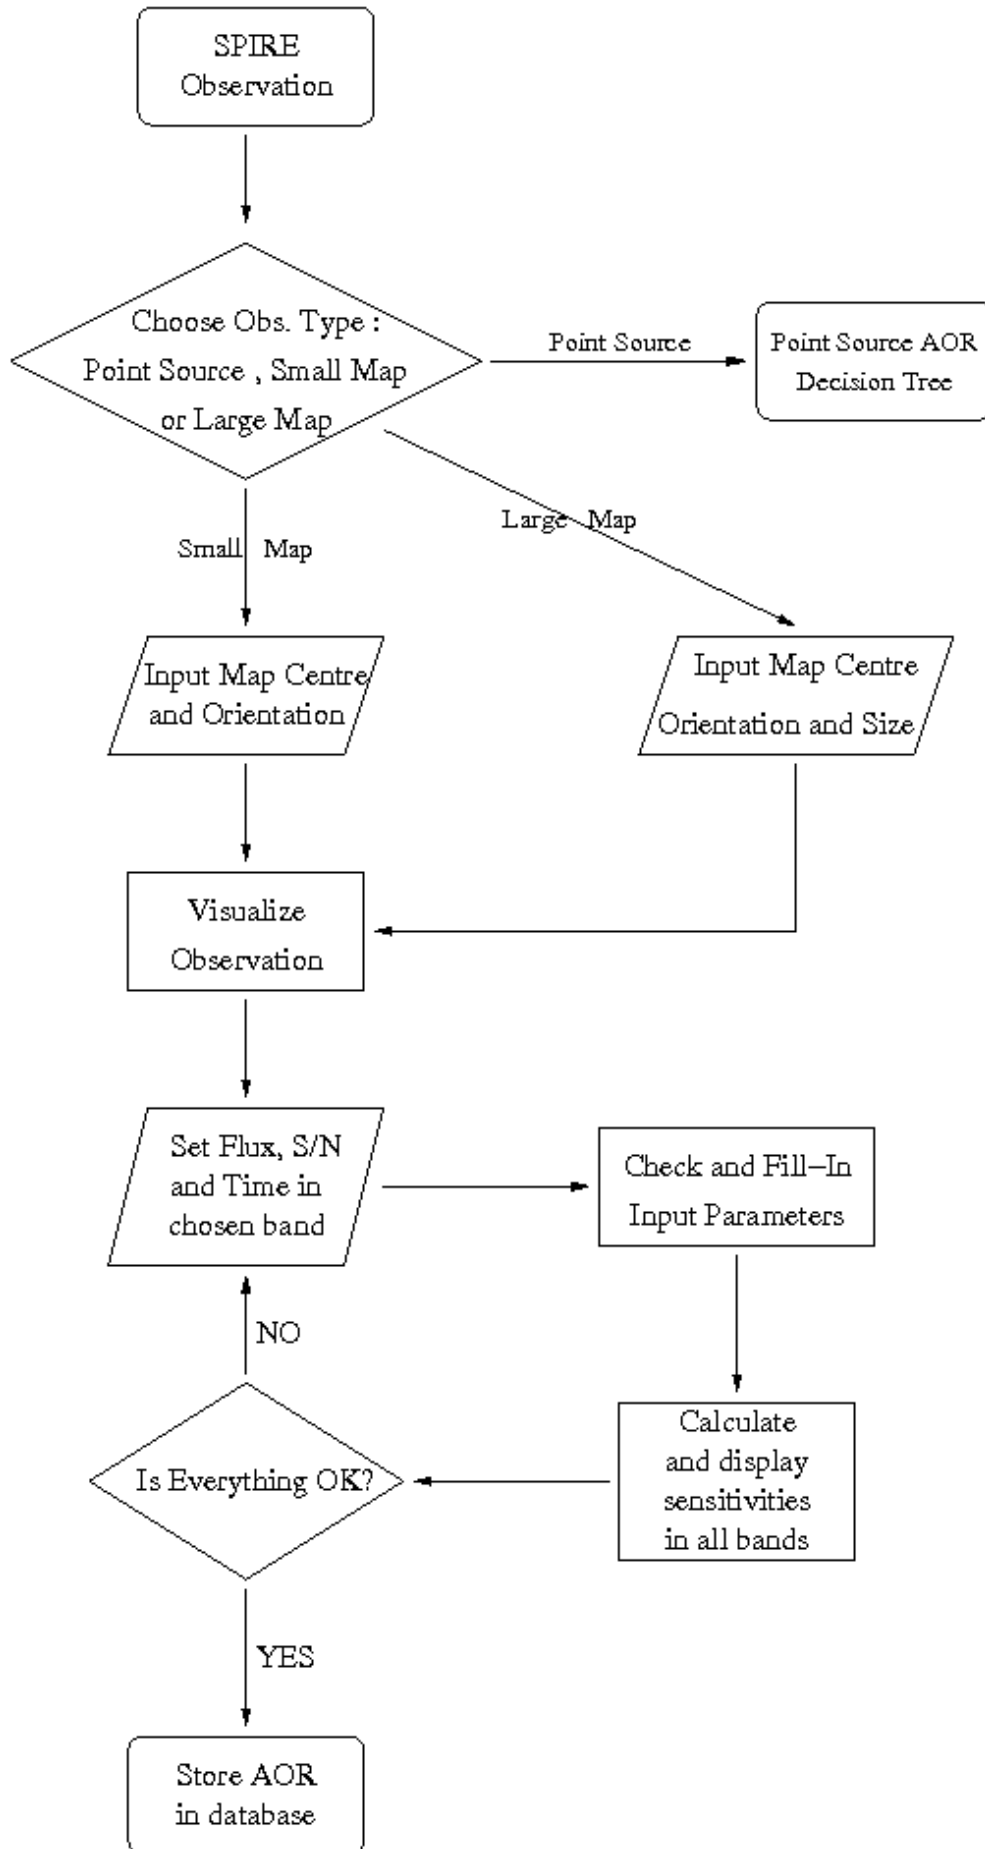 SPIRE
Observation
Choose Obs. Type :
Point Source , Small Map
or Large Map
Point Source
Point Source AOR
Decision Tree
Large Map
Small Map
Input Map Centre
and Orientation
Input Map Centre
Orientation and Size
Visualize
Observation
Set Flux, S/N
and Time in
chosen band
Check and Fill–In
Input Parameters
NO
Calculate
and display
sensitivities
in all bands
Is Everything OK?
YES
Store AOR
in database